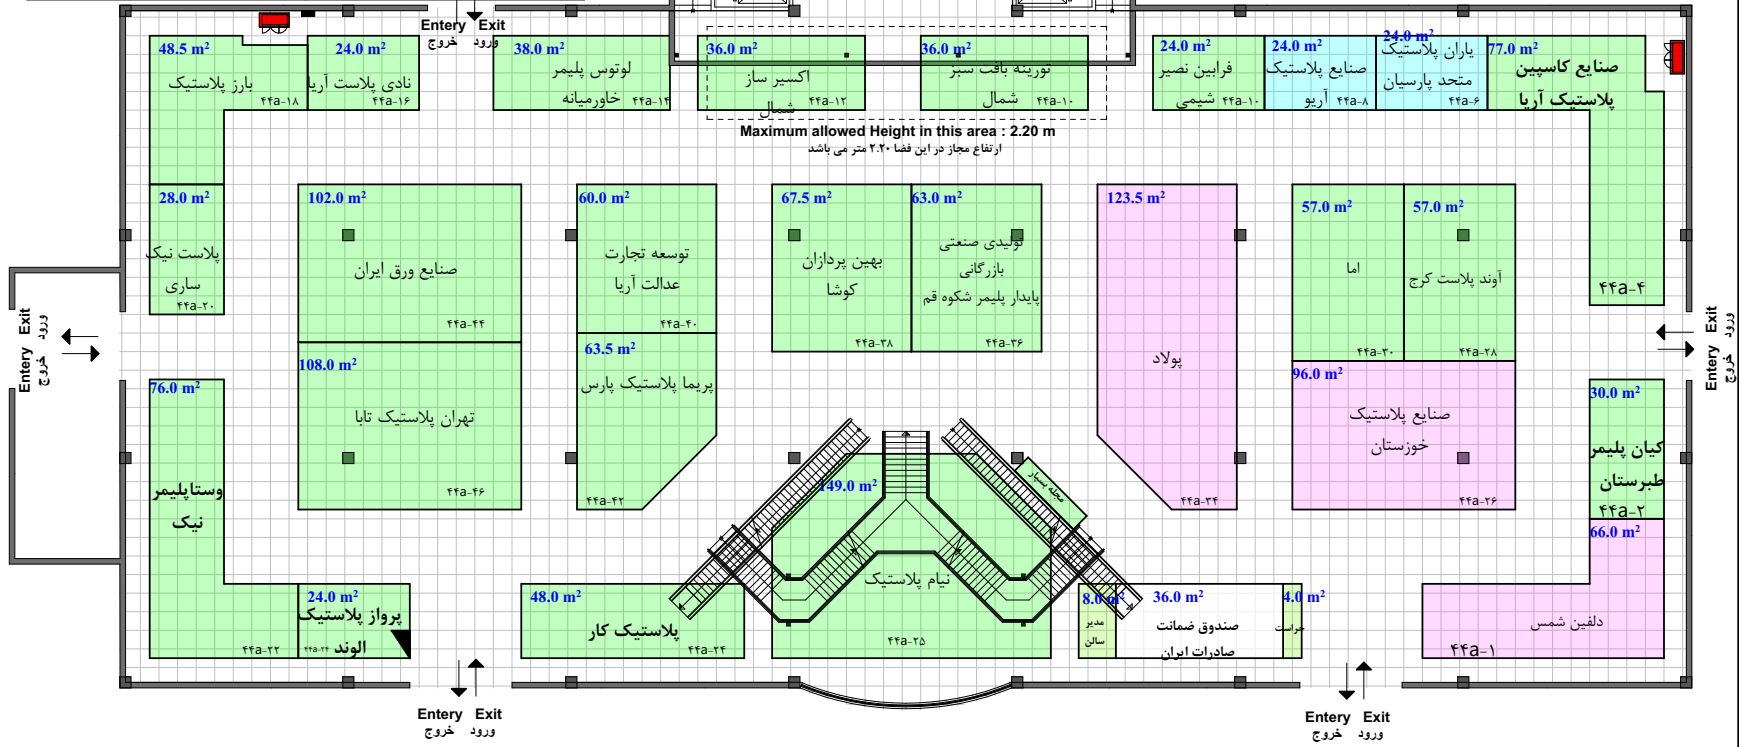 Entery Exit
خروج ورود
48.5 m²
بارز پلاستیک
۴۴a-۱۸
24.0 m²
نادی پلاست آریا
۴۴a-۱۶
38.0 m²
لوتوس پلیمر
خاورمیانه
۴۴a-۱۴
36.0 m²
اکسیر ساز
شمال
۴۴a-۱۲
36.0 m²
نوزینه بافت سبز
شمال
۴۴a-۱۰
24.0 m²
فرابین نصیر
شیمی
۴۴a-۱۰
24.0 m²
صنایع پلاستیک
آریو
۴۴a-۸
24.0 m²
یاران پلاستیک
متحد پارسیان
۴۴a-۶
77.0 m²
صنایع کاسپین
پلاستیک آریا
۴۴a-۴
Maximum allowed Height in this area : 2.20 m
ارتفاع مجاز در این فضا ۲.۲۰ متر می باشد
28.0 m²
پلاست نیک
ساری
۴۴a-۲۰
102.0 m²
صنایع ورق ایران
۴۴a-۴۴
60.0 m²
توسعه تجارت
عدالت آریا
۴۴a-۴۰
67.5 m²
بهین پردازان
کوشا
۴۴a-۳۸
63.0 m²
تولیدی صنعتی
بازرگانی
پایدار پلیمر شکوه قم
۴۴a-۳۶
123.5 m²
پولاد
۴۴a-۳۴
57.0 m²
اما
۴۴a-۳۰
57.0 m²
آوند پلاست کرج
۴۴a-۲۸
Entery Exit
خروج ورود
Entery Exit
خروج ورود
76.0 m²
وستاپلیمر
نیک
۴۴a-۲۲
108.0 m²
تهران پلاستیک تابا
۴۴a-۴۶
63.5 m²
پریما پلاستیک پارس
۴۴a-۴۲
149.0 m²
نیام پلاستیک
۴۴a-۲۵
مجله بسپار
96.0 m²
صنایع پلاستیک
خوزستان
۴۴a-۲۶
30.0 m²
کیان پلیمر
طبرستان
۴۴a-۲
66.0 m²
دلفین شمس
۴۴a-۱
24.0 m²
پرواز پلاستیک
الوند
۴۴a-۲۴
48.0 m²
پلاستیک کار
۴۴a-۲۴
8.0 m²
مدیر
سالن
36.0 m²
صندوق ضمانت
صادرات ایران
4.0 m²
حراست
Entery Exit
خروج ورود
Entery Exit
خروج ورود